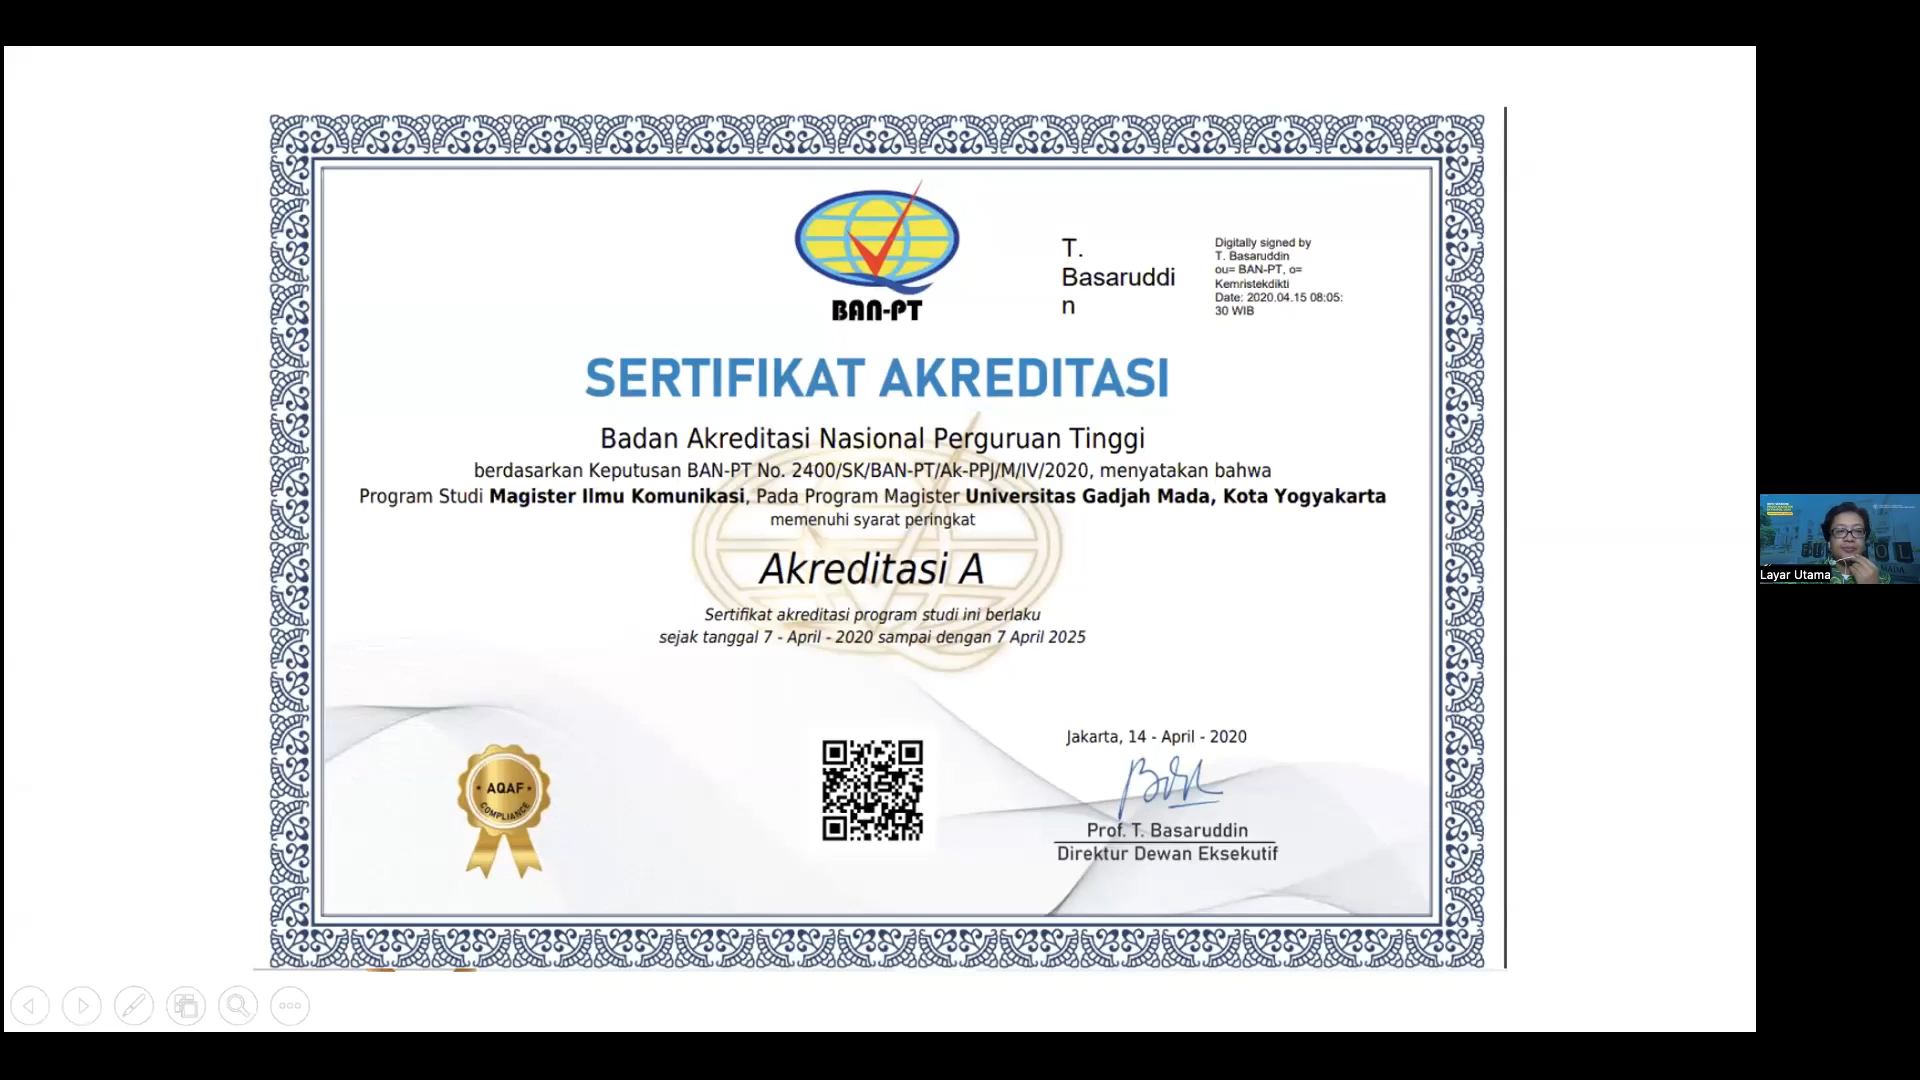 BAN-PT
T.
Basaruddi
n
Digitally signed by
T. Basaruddin
ou= BAN-PT, o=
Kemristekdikti
Date: 2020.04.15 08:05:
30 WIB
SERTIFIKAT AKREDITASI
Badan Akreditasi Nasional Perguruan Tinggi
berdasarkan Keputusan BAN-PT No. 2400/SK/BAN-PT/Ak-PPJ/M/IV/2020, menyatakan bahwa
Program Studi Magister Ilmu Komunikasi, Pada Program Magister Universitas Gadjah Mada, Kota Yogyakarta
memenuhi syarat peringkat
Akreditasi A
Sertifikat akreditasi program studi ini berlaku
sejak tanggal 7 - April - 2020 sampai dengan 7 April 2025
AQAF
COMPLIANCE
Jakarta, 14 - April - 2020
Prof. T. Basaruddin
Direktur Dewan Eksekutif
Layar Utama